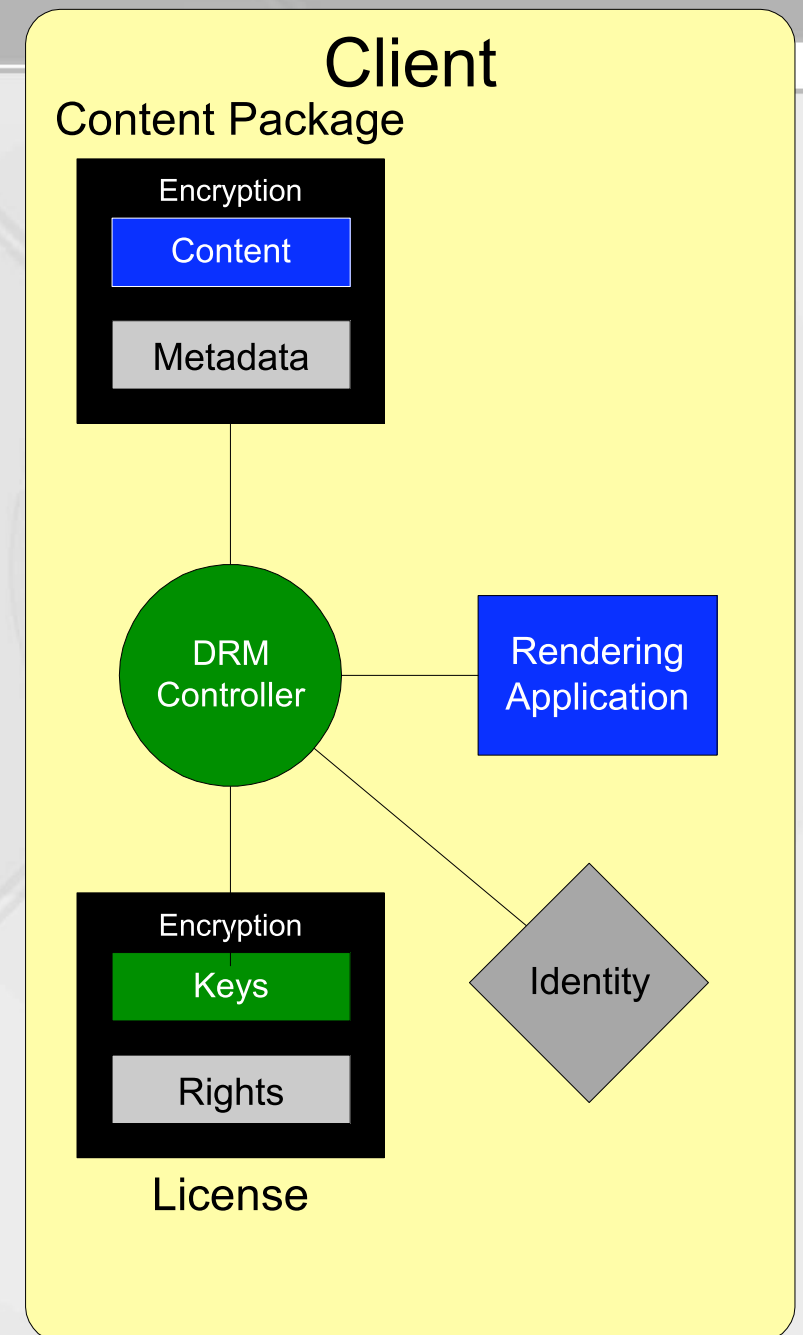 Client
Content Package
Encryption
Content
Metadata
DRM
Controller
Rendering
Application
Encryption
Keys
Identity
Rights
License